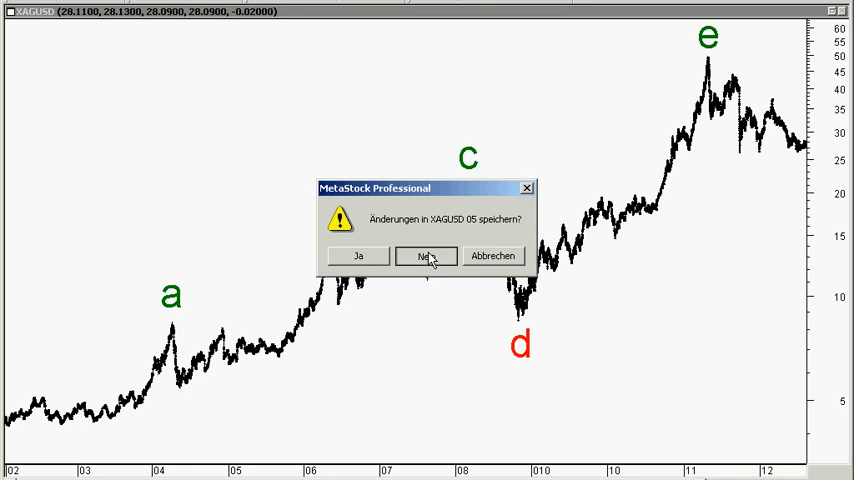 XAGUSD (28.1100, 28.1300, 28.0900, 28.0900, -0.02000)
e
60
55
50
45
40
35
30
25
20
15
10
5
c
MetaStock Professional
Änderungen in XAGUSD 05 speichern?
Ja
Abbrechen
a
d
02 03 04 05 06 07 08 010 10 11 12